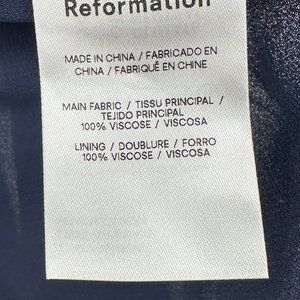 Reformation
MADE IN CHINA / FABRICADO EN
CHINA / FABRIQUÉ EN CHINE
MAIN FABRIC / TISSU PRINCIPAL /
TEJIDO PRINCIPAL
100% VISCOSE / VISCOSA
LINING / DOUBLURE / FORRO
100% VISCOSE / VISCOSA